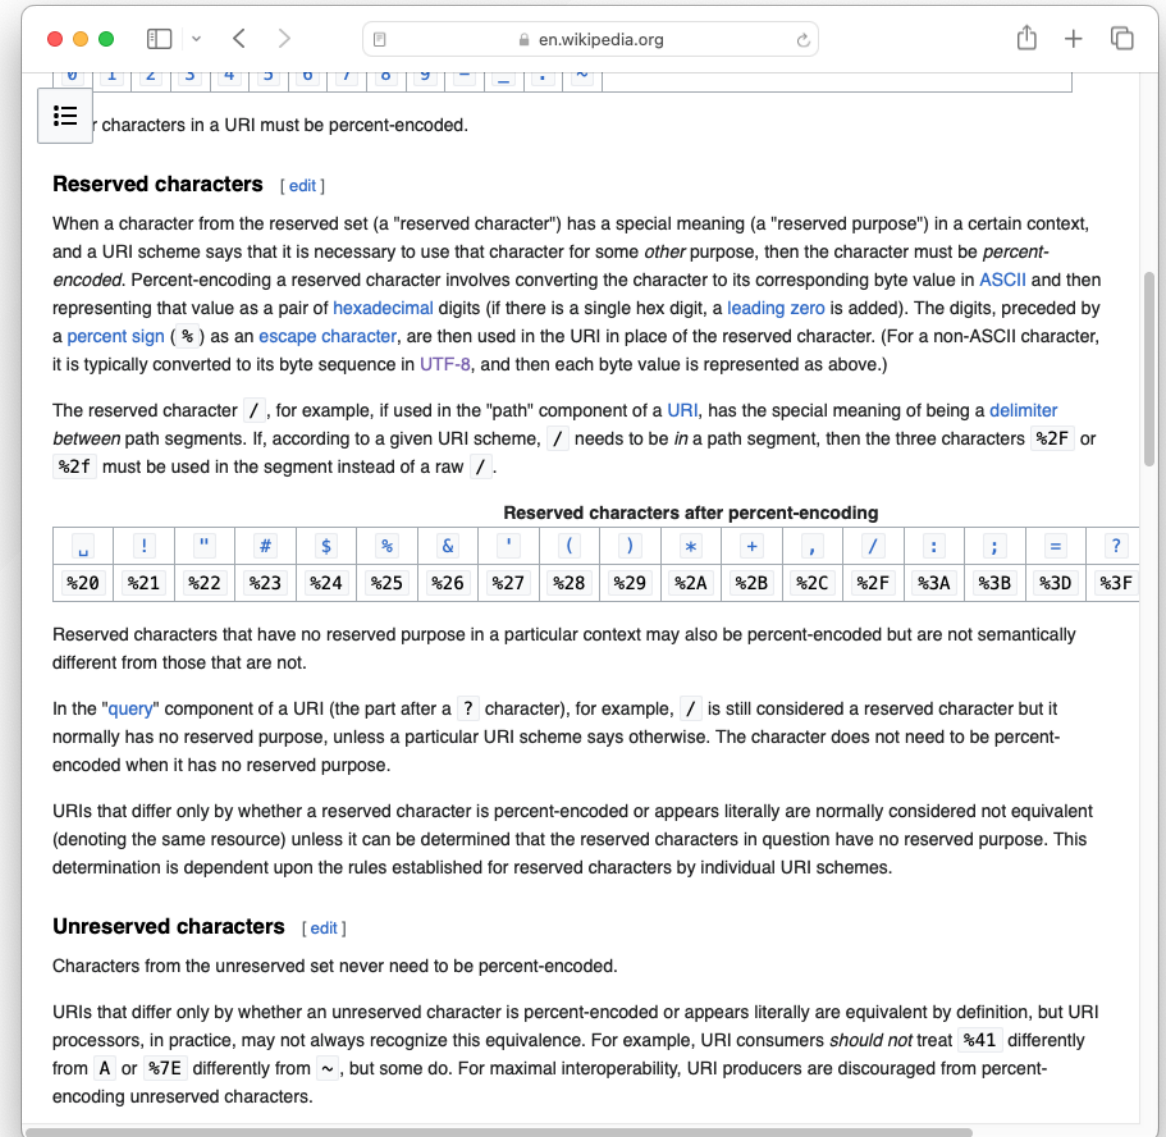 en.wikipedia.org
0 1 2 3 4 5 6 7 8 9 - _ . ~
r characters in a URI must be percent-encoded.
Reserved characters [ edit ]
When a character from the reserved set (a "reserved character") has a special meaning (a "reserved purpose") in a certain context,
and a URI scheme says that it is necessary to use that character for some other purpose, then the character must be percent-
encoded. Percent-encoding a reserved character involves converting the character to its corresponding byte value in ASCII and then
representing that value as a pair of hexadecimal digits (if there is a single hex digit, a leading zero is added). The digits, preceded by
a percent sign ( % ) as an escape character, are then used in the URI in place of the reserved character. (For a non-ASCII character,
it is typically converted to its byte sequence in UTF-8, and then each byte value is represented as above.)
The reserved character / , for example, if used in the "path" component of a URI, has the special meaning of being a delimiter
between path segments. If, according to a given URI scheme, / needs to be in a path segment, then the three characters %2F or
%2f must be used in the segment instead of a raw / .
Reserved characters after percent-encoding
␣ ! " # $ % & ' ( ) * + , / : ; = ?
%20 %21 %22 %23 %24 %25 %26 %27 %28 %29 %2A %2B %2C %2F %3A %3B %3D %3F
Reserved characters that have no reserved purpose in a particular context may also be percent-encoded but are not semantically
different from those that are not.
In the "query" component of a URI (the part after a ? character), for example, / is still considered a reserved character but it
normally has no reserved purpose, unless a particular URI scheme says otherwise. The character does not need to be percent-
encoded when it has no reserved purpose.
URIs that differ only by whether a reserved character is percent-encoded or appears literally are normally considered not equivalent
(denoting the same resource) unless it can be determined that the reserved characters in question have no reserved purpose. This
determination is dependent upon the rules established for reserved characters by individual URI schemes.
Unreserved characters [ edit ]
Characters from the unreserved set never need to be percent-encoded.
URIs that differ only by whether an unreserved character is percent-encoded or appears literally are equivalent by definition, but URI
processors, in practice, may not always recognize this equivalence. For example, URI consumers should not treat %41 differently
from A or %7E differently from ~ , but some do. For maximal interoperability, URI producers are discouraged from percent-
encoding unreserved characters.